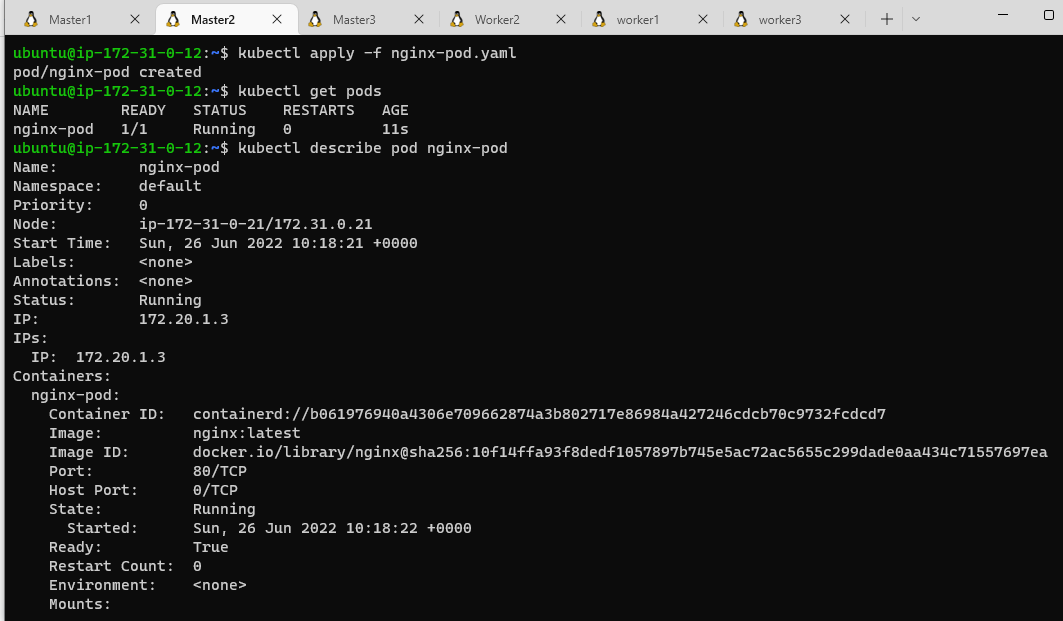 Master1 Master2 Master3 Worker2 worker1 worker3
ubuntu@ip-172-31-0-12:~$ kubectl apply -f nginx-pod.yaml
pod/nginx-pod created
ubuntu@ip-172-31-0-12:~$ kubectl get pods
NAME READY STATUS RESTARTS AGE
nginx-pod 1/1 Running 0 11s
ubuntu@ip-172-31-0-12:~$ kubectl describe pod nginx-pod
Name: nginx-pod
Namespace: default
Priority: 0
Node: ip-172-31-0-21/172.31.0.21
Start Time: Sun, 26 Jun 2022 10:18:21 +0000
Labels: <none>
Annotations: <none>
Status: Running
IP: 172.20.1.3
IPs:
IP: 172.20.1.3
Containers:
nginx-pod:
Container ID: containerd://b061976940a4306e709662874a3b802717e86984a427246cdcb70c9732fcdcd7
Image: nginx:latest
Image ID: docker.io/library/nginx@sha256:10f14ffa93f8dedf1057897b745e5ac72ac5655c299dade0aa434c71557697ea
Port: 80/TCP
Host Port: 0/TCP
State: Running
Started: Sun, 26 Jun 2022 10:18:22 +0000
Ready: True
Restart Count: 0
Environment: <none>
Mounts: